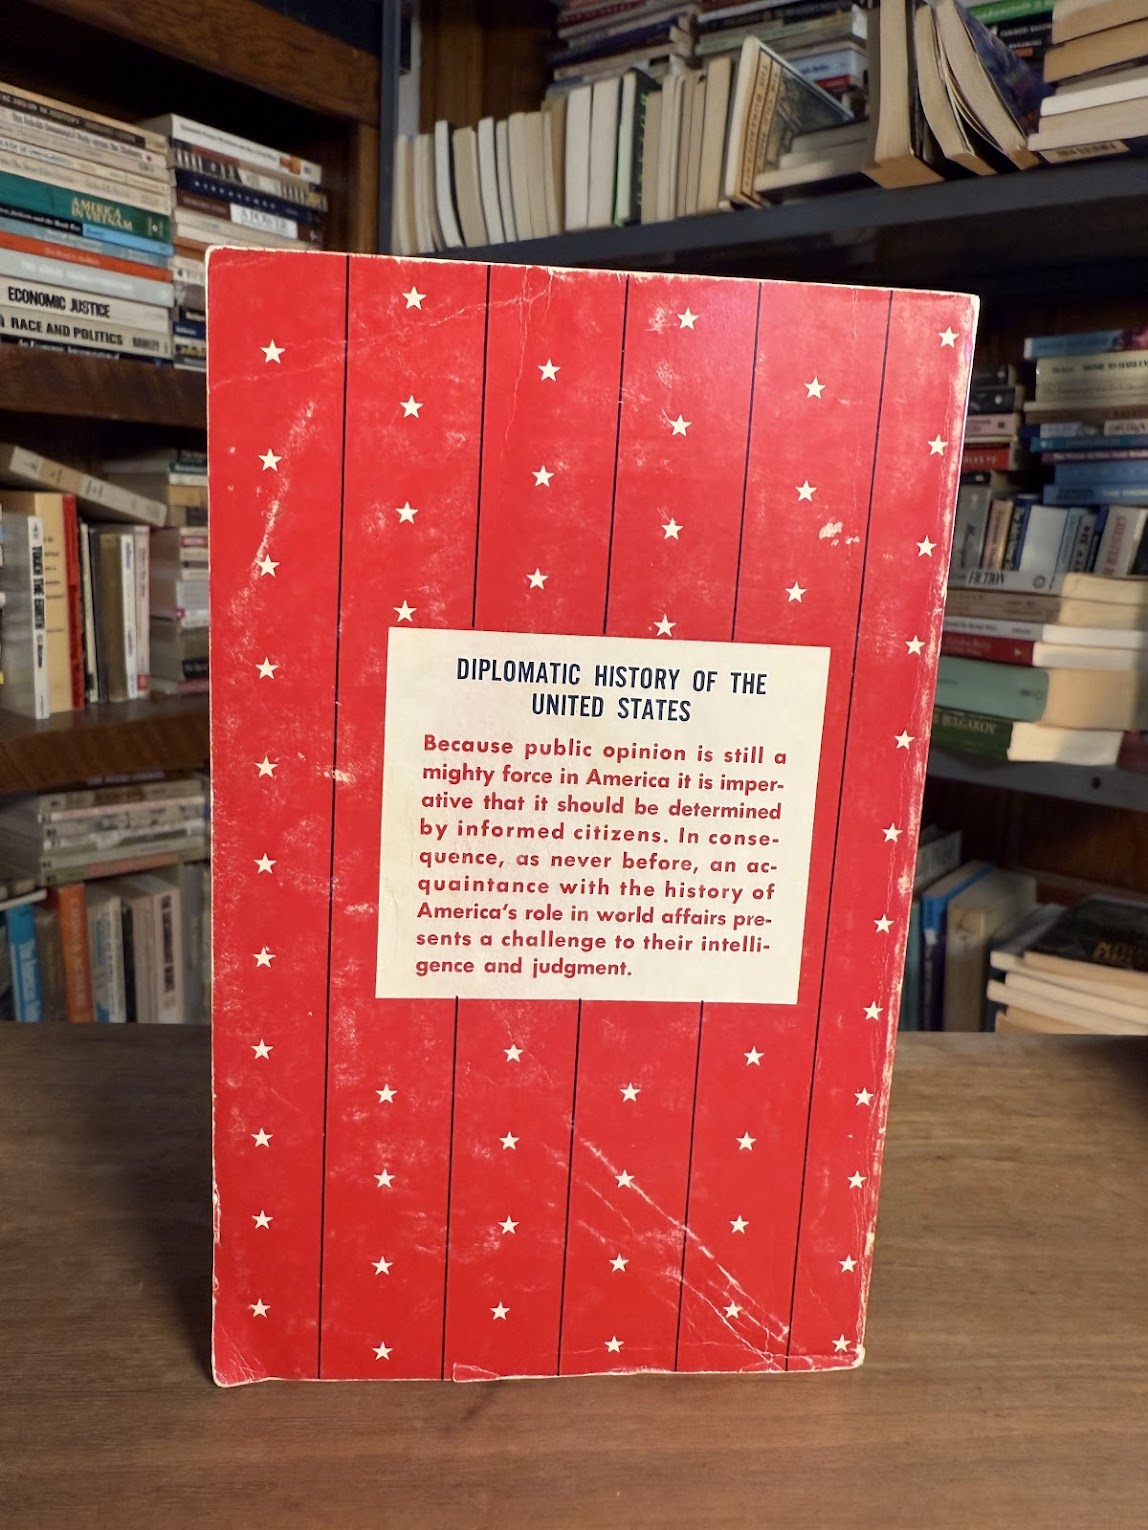 AMERICA
IN VIETNAM
ECONOMIC JUSTICE
RACE AND POLITICS
FICTION
BULGAKOV
DIPLOMATIC HISTORY OF THE
UNITED STATES
Because public opinion is still a
mighty force in America it is imper-
ative that it should be determined
by informed citizens. In conse-
quence, as never before, an ac-
quaintance with the history of
America's role in world affairs pre-
sents a challenge to their intelli-
gence and judgment.